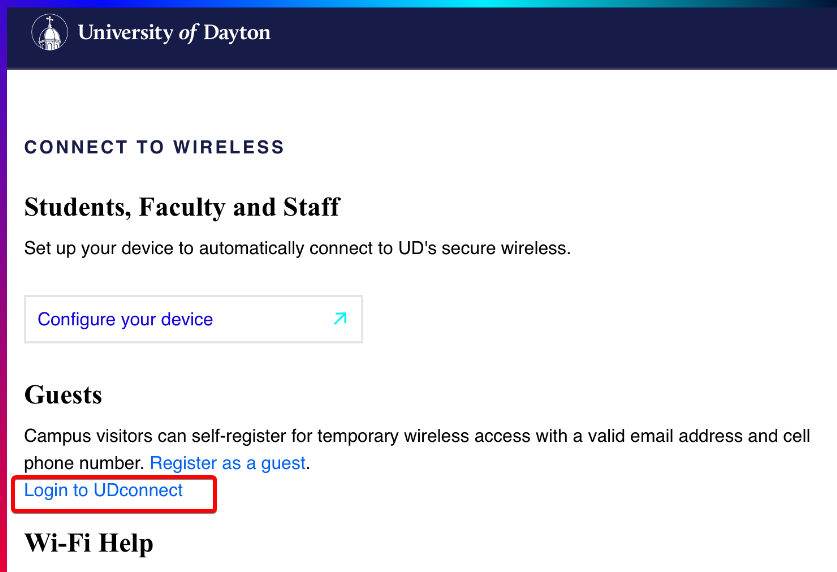 University of Dayton
CONNECT TO WIRELESS
Students, Faculty and Staff
Set up your device to automatically connect to UD's secure wireless.
Configure your device
Guests
Campus visitors can self-register for temporary wireless access with a valid email address and cell
phone number. Register as a guest.
Login to UDconnect
Wi-Fi Help